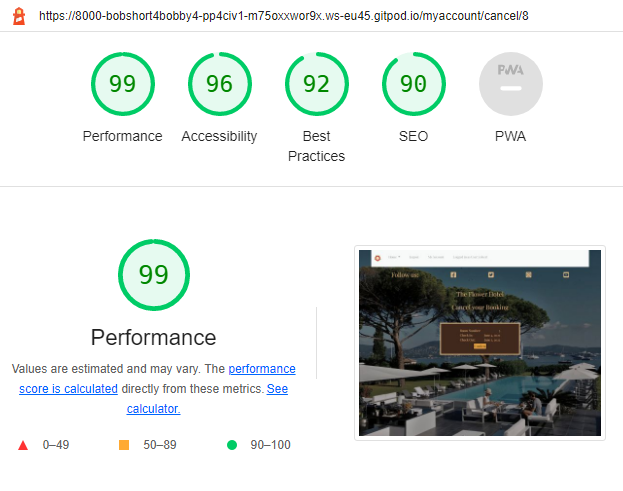 https://8000-bobshort4bobby4-pp4civ1-m75oxxwor9x.ws-eu45.gitpod.io/myaccount/cancel/8
99
96
92
90
PWA
Performance
Accessibility
Best
Practices
SEO
PWA
99
Performance
Values are estimated and may vary. The performance
score is calculated directly from these metrics. See
calculator.
0–49
50–89
90–100
Follow us:
The Flower Hotel
Cancel your Booking